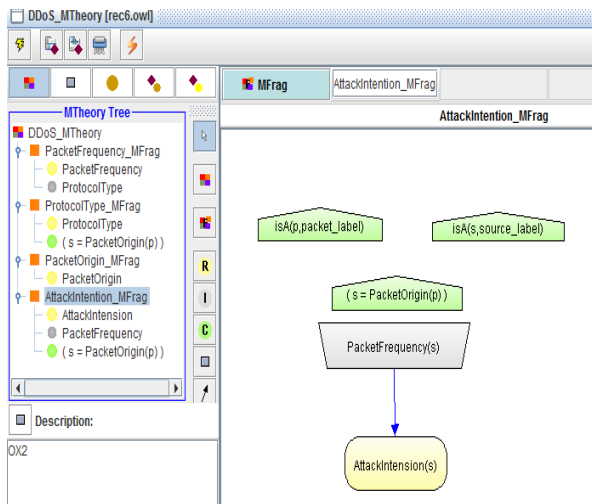 DDoS_MTheory [rec6.owl]
MFrag
AttackIntention_MFrag
AttackIntention_MFrag
MTheory Tree
DDoS_MTheory
PacketFrequency_MFrag
PacketFrequency
ProtocolType
ProtocolType_MFrag
ProtocolType
( s = PacketOrigin(p) )
PacketOrigin_MFrag
PacketOrigin
AttackIntention_MFrag
AttackIntension
PacketFrequency
( s = PacketOrigin(p) )
R
I
C
Description:
OX2
isA(p,packet_label)
isA(s,source_label)
( s = PacketOrigin(p) )
PacketFrequency(s)
AttackIntension(s)